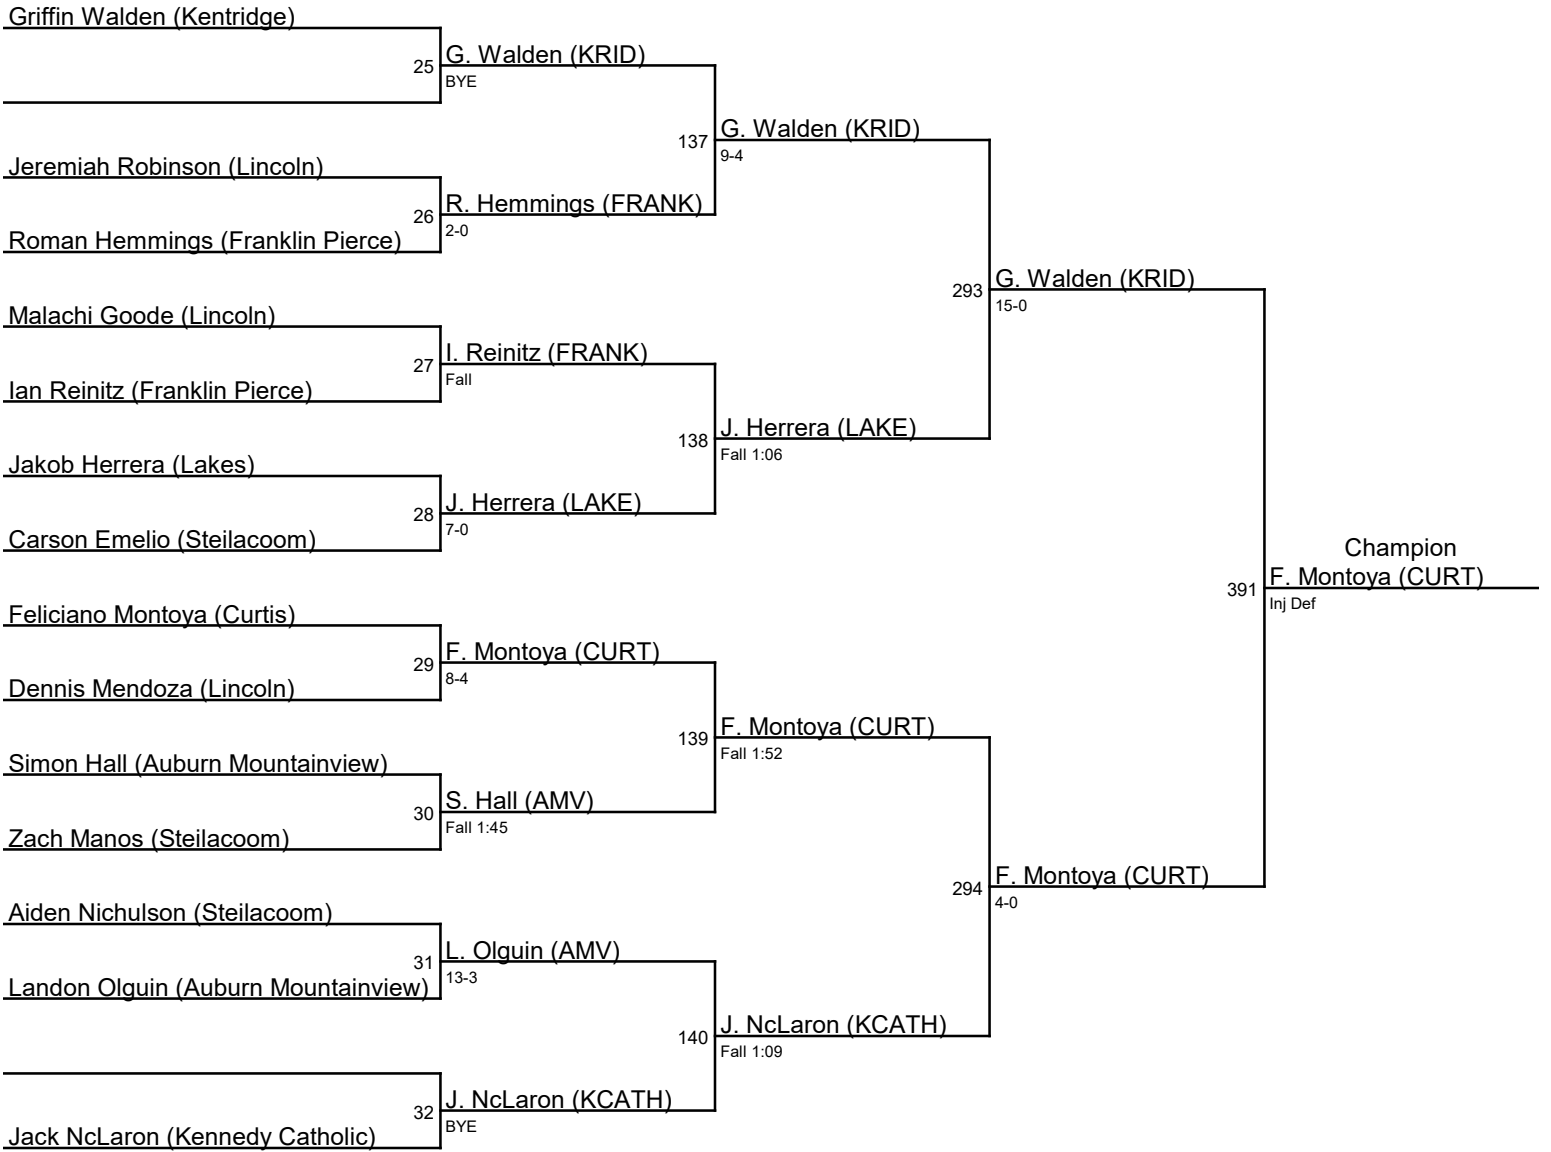 Griffin Walden (Kentridge)
25
G. Walden (KRID)
BYE
Jeremiah Robinson (Lincoln)
26
R. Hemmings (FRANK)
2-0
Roman Hemmings (Franklin Pierce)
137
G. Walden (KRID)
9-4
Malachi Goode (Lincoln)
27
I. Reinitz (FRANK)
Fall
Ian Reinitz (Franklin Pierce)
Jakob Herrera (Lakes)
28
J. Herrera (LAKE)
7-0
Carson Emelio (Steilacoom)
138
J. Herrera (LAKE)
Fall 1:06
293
G. Walden (KRID)
15-0
Feliciano Montoya (Curtis)
29
F. Montoya (CURT)
8-4
Dennis Mendoza (Lincoln)
Simon Hall (Auburn Mountainview)
30
S. Hall (AMV)
Fall 1:45
Zach Manos (Steilacoom)
139
F. Montoya (CURT)
Fall 1:52
Aiden Nichulson (Steilacoom)
31
L. Olguin (AMV)
13-3
Landon Olguin (Auburn Mountainview)
32
J. NcLaron (KCATH)
BYE
Jack NcLaron (Kennedy Catholic)
140
J. NcLaron (KCATH)
Fall 1:09
294
F. Montoya (CURT)
4-0
391
Champion
F. Montoya (CURT)
Inj Def